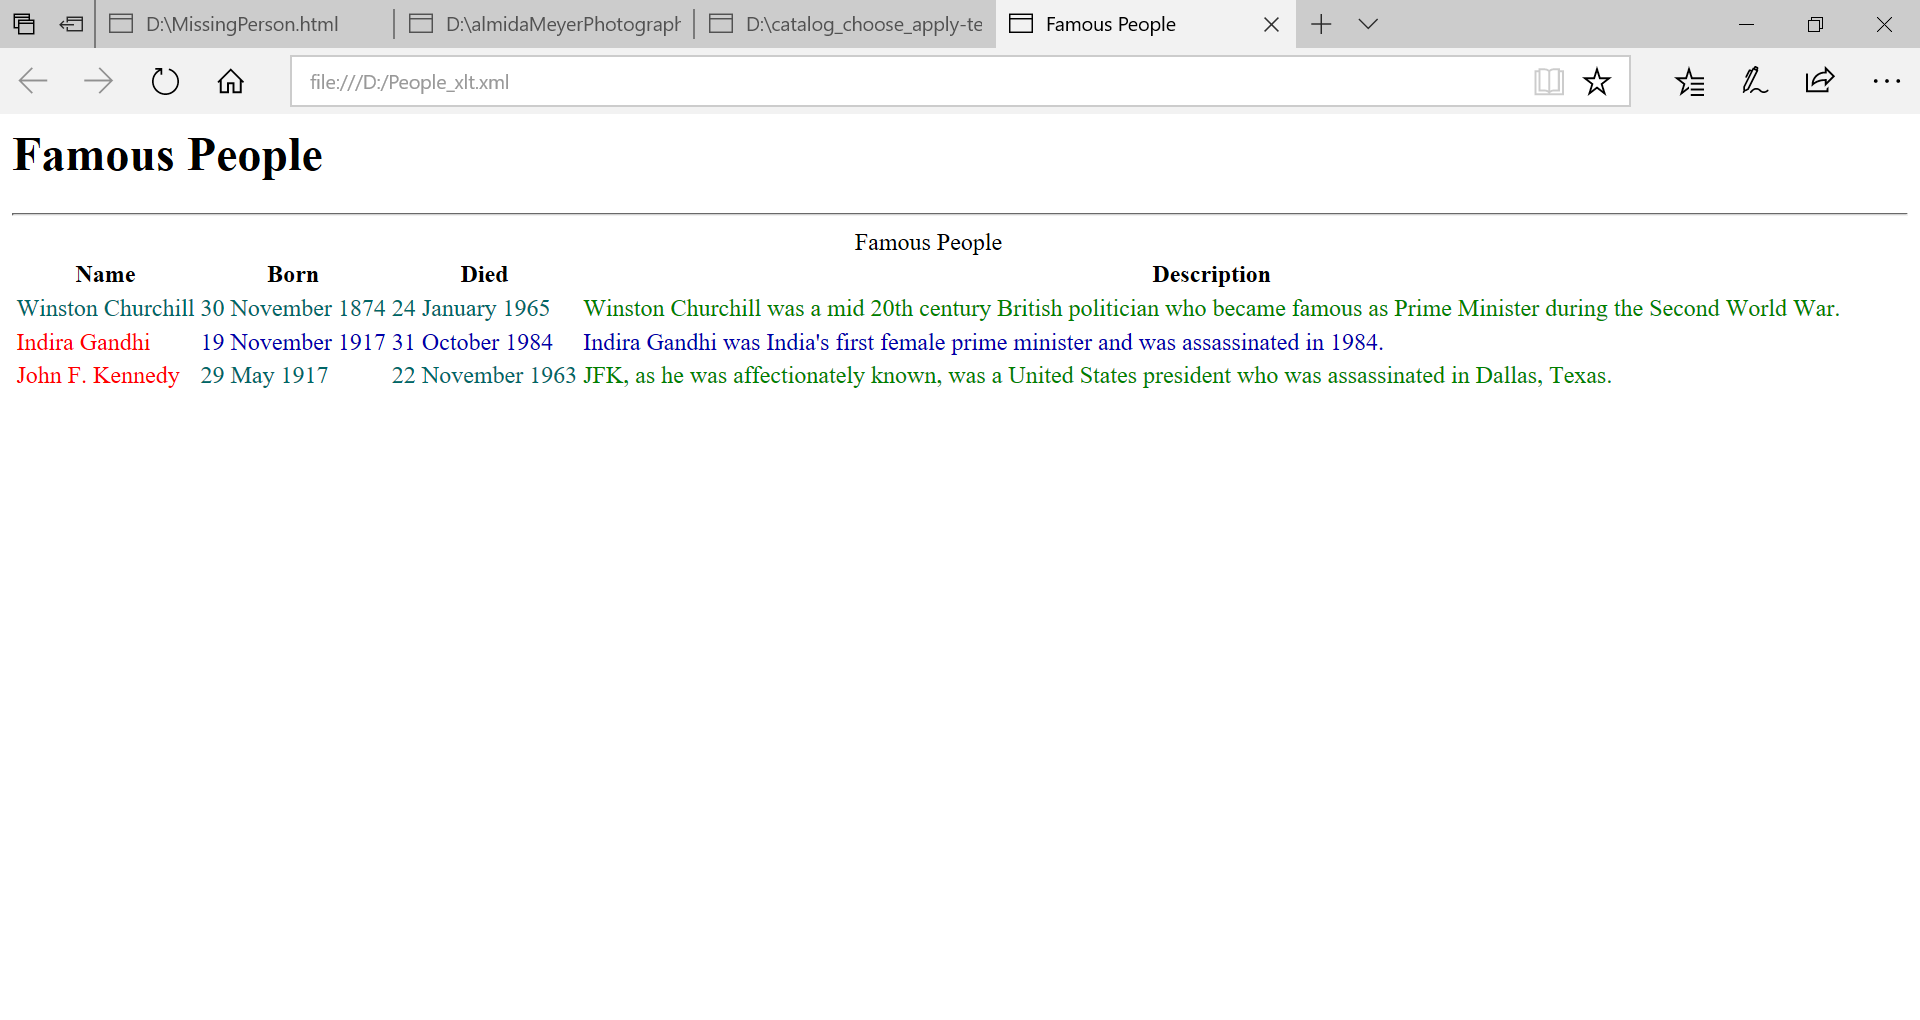 D:\MissingPerson.html D:\almidaMeyerPhotograph D:\catalog_choose_apply-te Famous People
file:///D:/People_xlt.xml
Famous People
Famous People
Name Born Died Description
Winston Churchill 30 November 1874 24 January 1965 Winston Churchill was a mid 20th century British politician who became famous as Prime Minister during the Second World War.
Indira Gandhi 19 November 1917 31 October 1984 Indira Gandhi was India's first female prime minister and was assassinated in 1984.
John F. Kennedy 29 May 1917 22 November 1963 JFK, as he was affectionately known, was a United States president who was assassinated in Dallas, Texas.